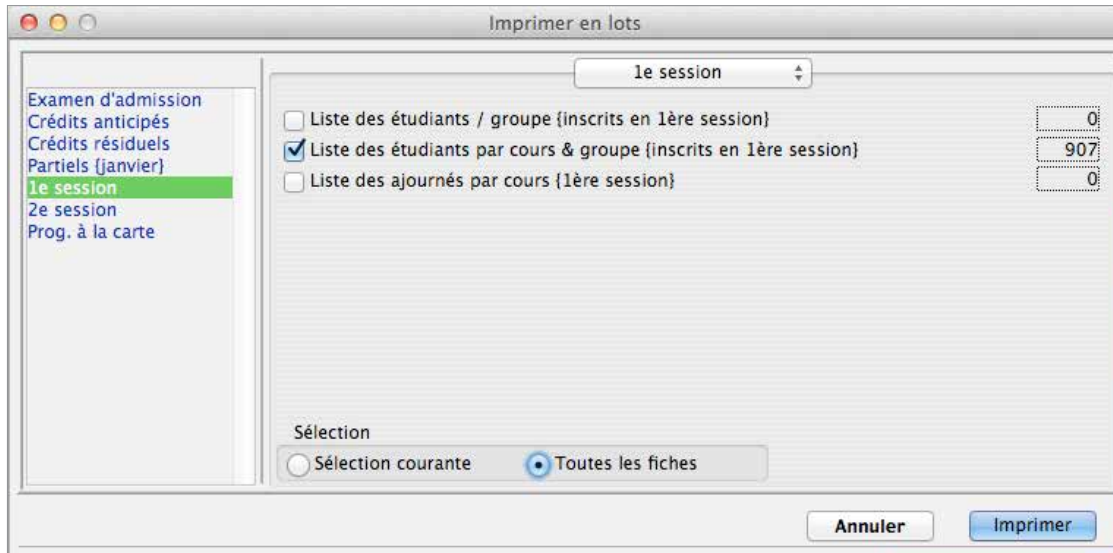 Imprimer en lots
1e session
Examen d'admission
Crédits anticipés
Crédits résiduels
Partiels {janvier}
1e session
2e session
Prog. à la carte
Liste des étudiants / groupe {inscrits en 1ère session}
0
Liste des étudiants par cours & groupe {inscrits en 1ère session}
907
Liste des ajournés par cours {1ère session}
0
Sélection
Sélection courante
Toutes les fiches
Annuler
Imprimer